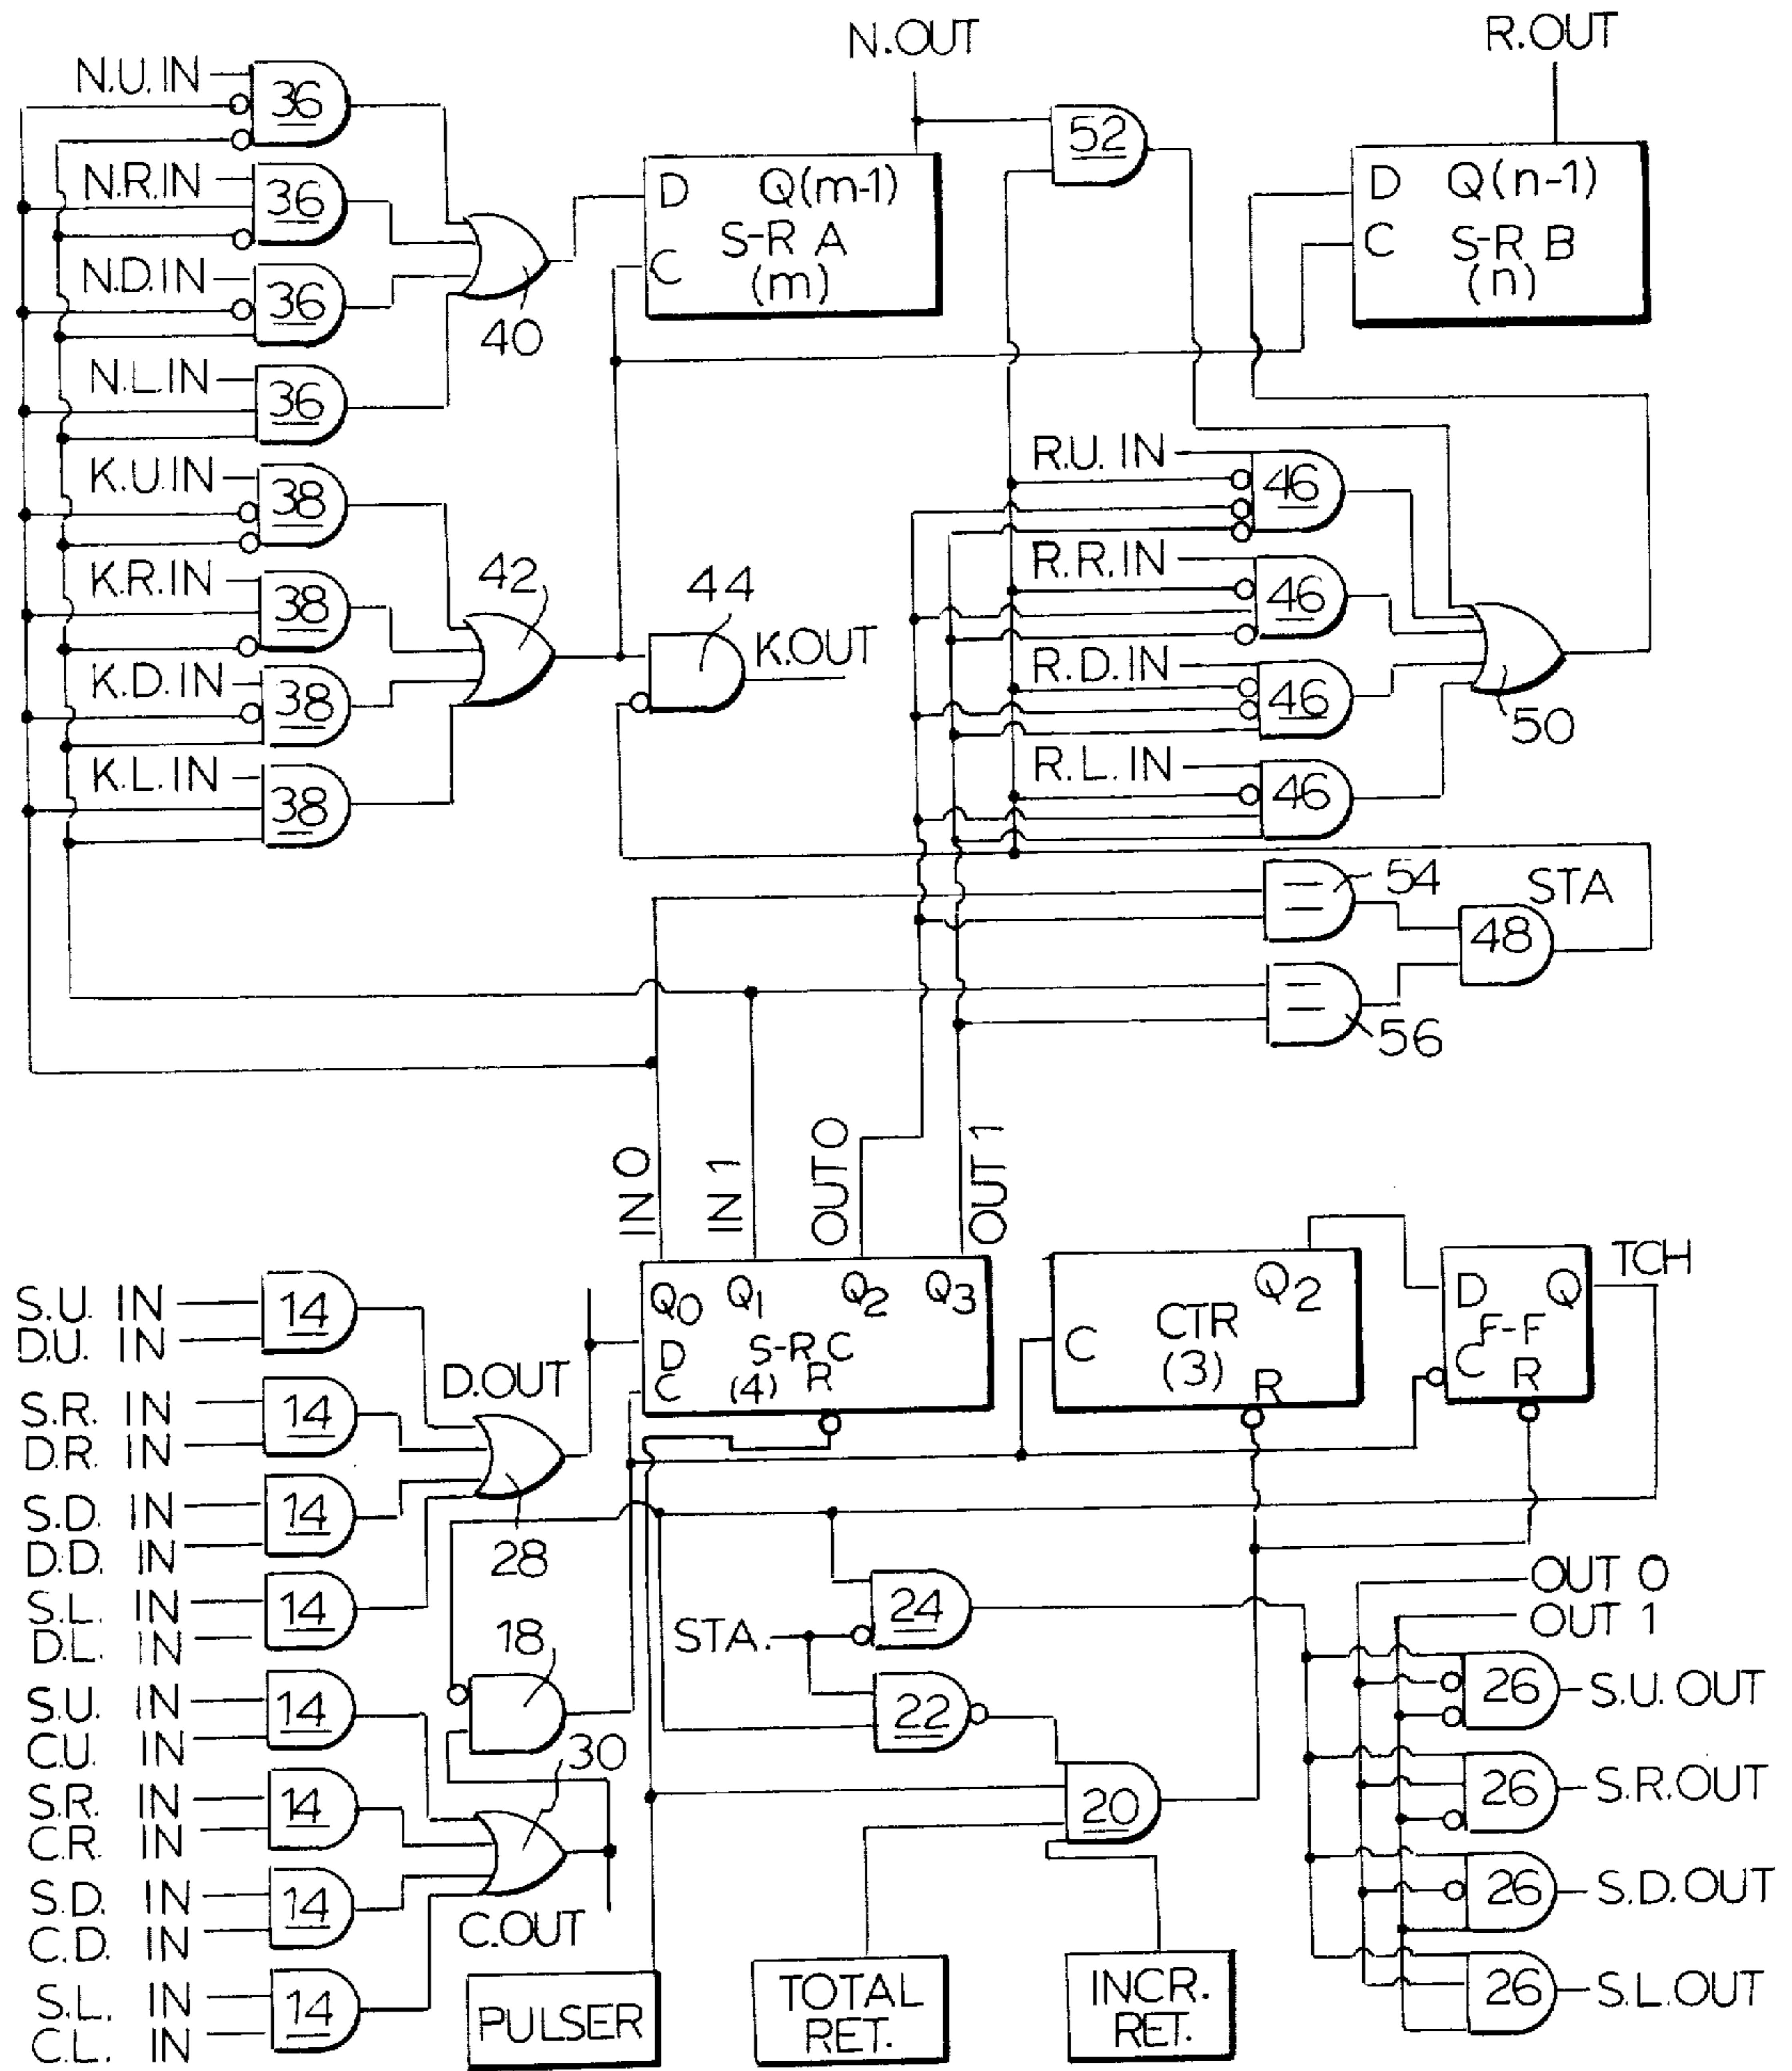 N.OUT
R.OUT
N.U. IN
36
52
N.R.IN
36
D Q(m-1)
S-R A
C (m)
D Q(n-1)
C S-R B
(n)
N.D.IN
36
40
N.L.IN
36
K.U.IN
38
R.U. IN
46
K.R.IN
38
42
44
K.OUT
R.R.IN
46
K.D.IN
38
R.D.IN
46
50
K.L.IN
38
R.L.IN
46
54
STA
48
56
IN 0
IN 1
OUT 0
OUT 1
S.U. IN
D.U. IN
14
Q0 Q1 Q2 Q3
D S-R C
C (4) R
Q2
C CTR
(3)
R
D Q
F-F
C
R
TCH
S.R. IN
D.R. IN
14
D.OUT
S.D. IN
D.D. IN
14
28
S.L. IN
D.L. IN
14
18
STA.
24
OUT 0
OUT 1
S.U. IN
C.U. IN
14
22
26
S.U. OUT
S.R. IN
C.R. IN
14
30
20
26
S.R.OUT
S.D. IN
C.D. IN
14
C.OUT
26
S.D.OUT
S.L. IN
C.L. IN
14
PULSER
TOTAL
RET.
INCR.
RET.
26
S.L.OUT